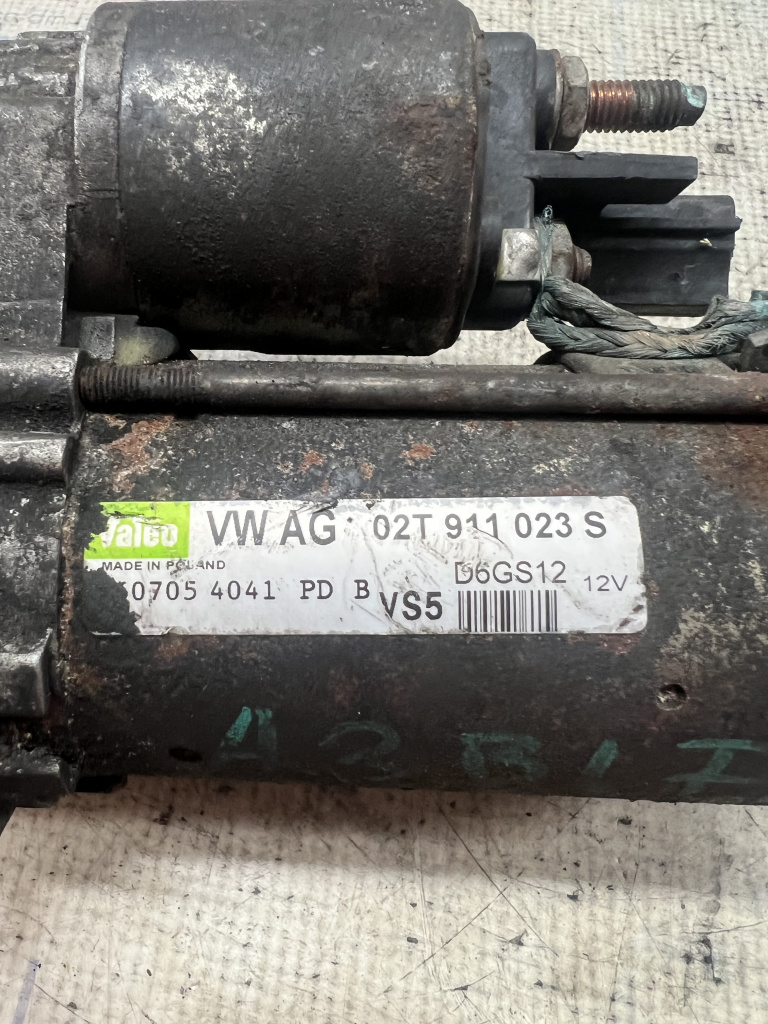 Valeo VW AG 02T 911 023 S
MADE IN POLAND
D6GS12 12V
0705 4041 PD B VS5